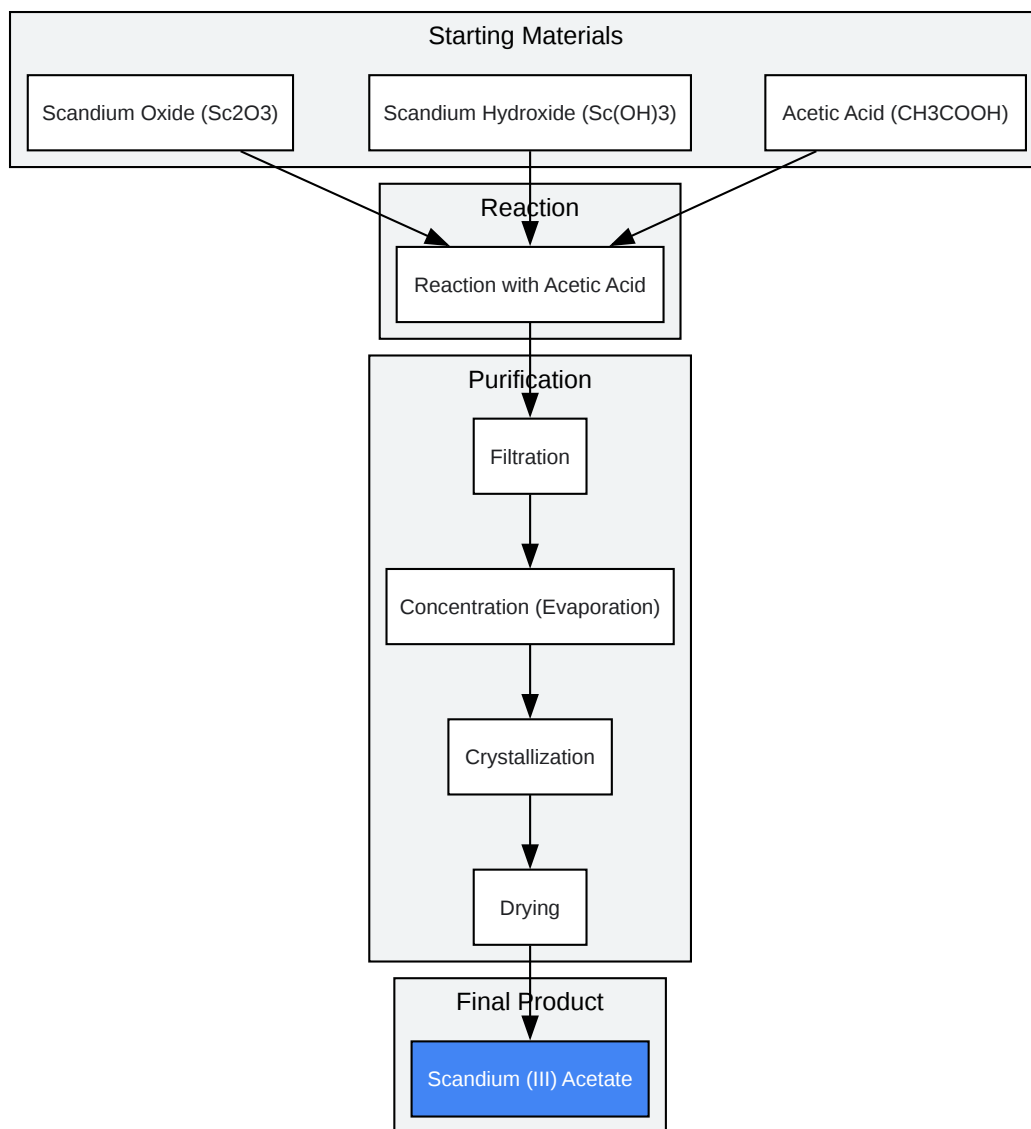 Starting Materials
Scandium Oxide (Sc2O3)
Scandium Hydroxide (Sc(OH)3)
Acetic Acid (CH3COOH)
Reaction
Reaction with Acetic Acid
Purification
Filtration
Concentration (Evaporation)
Crystallization
Drying
Final Product
Scandium (III) Acetate